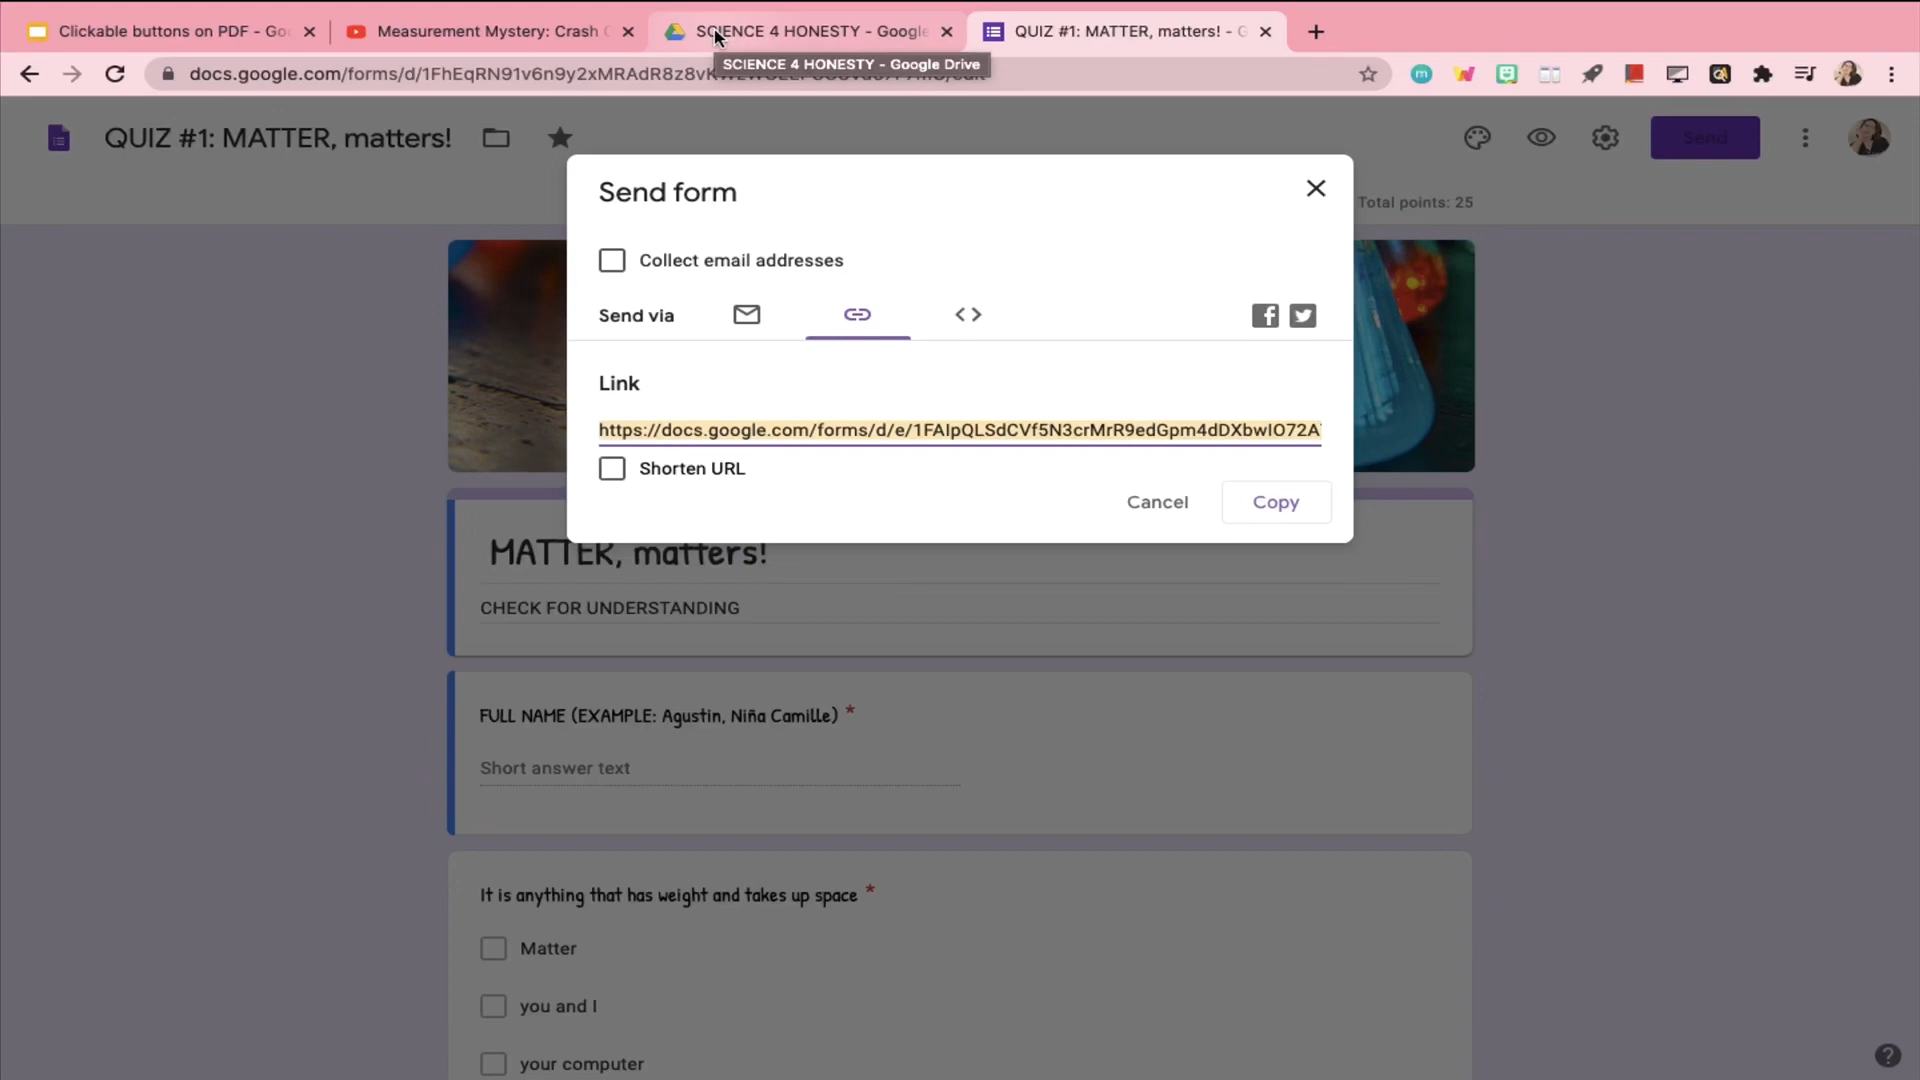 Clickable buttons on PDF - Go
Measurement Mystery: Crash C
SCIENCE 4 HONESTY - Google
QUIZ #1: MATTER, matters! - G
docs.google.com/forms/d/1FhEqRN91v6n9y2xMRAdR8z8v
SCIENCE 4 HONESTY - Google Drive
QUIZ #1: MATTER, matters!
Send
Send form
Total points: 25
Collect email addresses
Send via
Link
https://docs.google.com/forms/d/e/1FAIpQLSdCVf5N3crMrR9edGpm4dDXbwIO72A
Shorten URL
Cancel
Copy
MATTER, matters!
CHECK FOR UNDERSTANDING
FULL NAME (EXAMPLE: Agustin, Niña Camille) *
Short answer text
It is anything that has weight and takes up space *
Matter
you and I
your computer